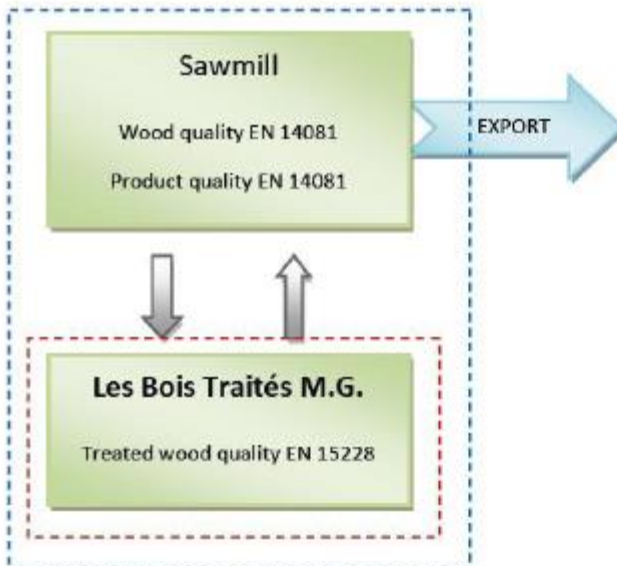 Sawmill
Wood quality EN 14081
Product quality EN 14081
EXPORT
Les Bois Traités M.G.
Treated wood quality EN 15228